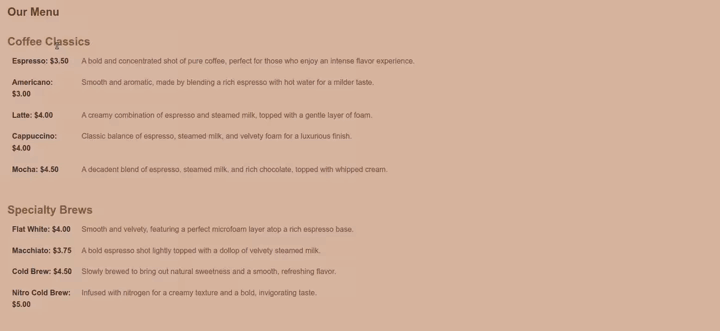 Our Menu
Coffee Classics
Espresso: $3.50 A bold and concentrated shot of pure coffee, perfect for those who enjoy an intense flavor experience.
Americano: Smooth and aromatic, made by blending a rich espresso with hot water for a milder taste.
$3.00
Latte: $4.00 A creamy combination of espresso and steamed milk, topped with a gentle layer of foam.
Cappuccino: Classic balance of espresso, steamed milk, and velvety foam for a luxurious finish.
$4.00
Mocha: $4.50 A decadent blend of espresso, steamed milk, and rich chocolate, topped with whipped cream.
Specialty Brews
Flat White: $4.00 Smooth and velvety, featuring a perfect microfoam layer atop a rich espresso base.
Macchiato: $3.75 A bold espresso shot lightly topped with a dollop of velvety steamed milk.
Cold Brew: $4.50 Slowly brewed to bring out natural sweetness and a smooth, refreshing flavor.
Nitro Cold Brew: Infused with nitrogen for a creamy texture and a bold, invigorating taste.
$5.00